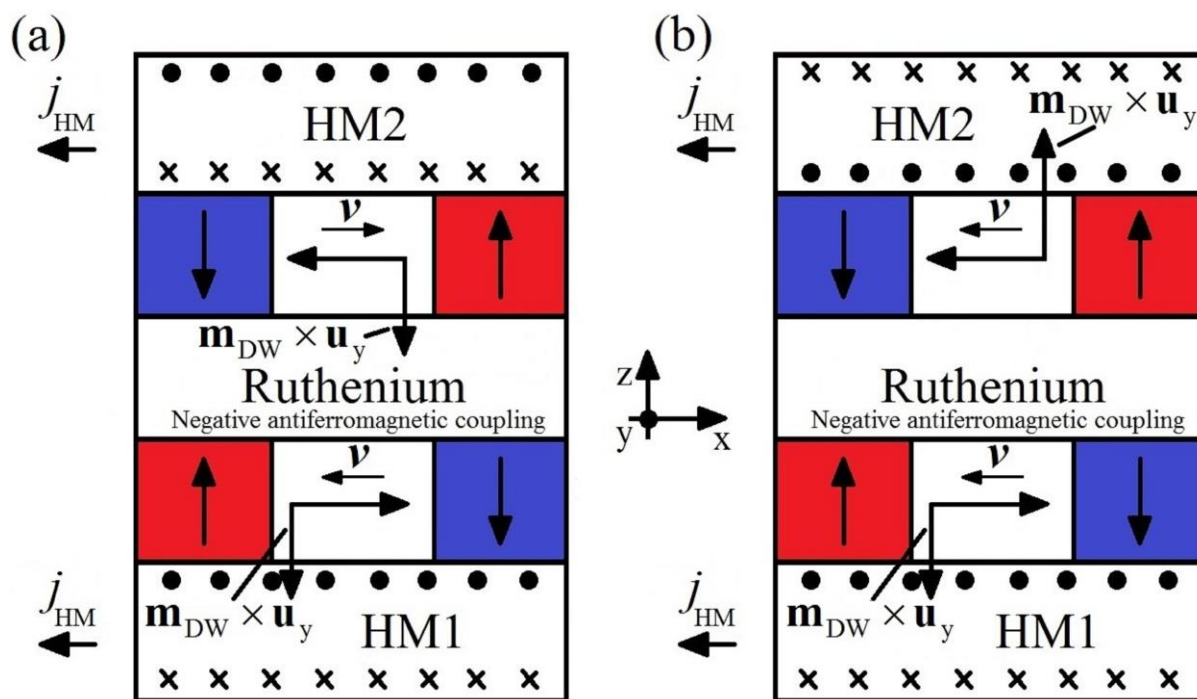 (a)
j_HM
HM2
v
m_DW × u_y
Ruthenium
Negative antiferromagnetic coupling
v
j_HM
m_DW × u_y
HM1
z
y
x
(b)
j_HM
HM2
m_DW × u_y
v
Ruthenium
Negative antiferromagnetic coupling
v
j_HM
m_DW × u_y
HM1